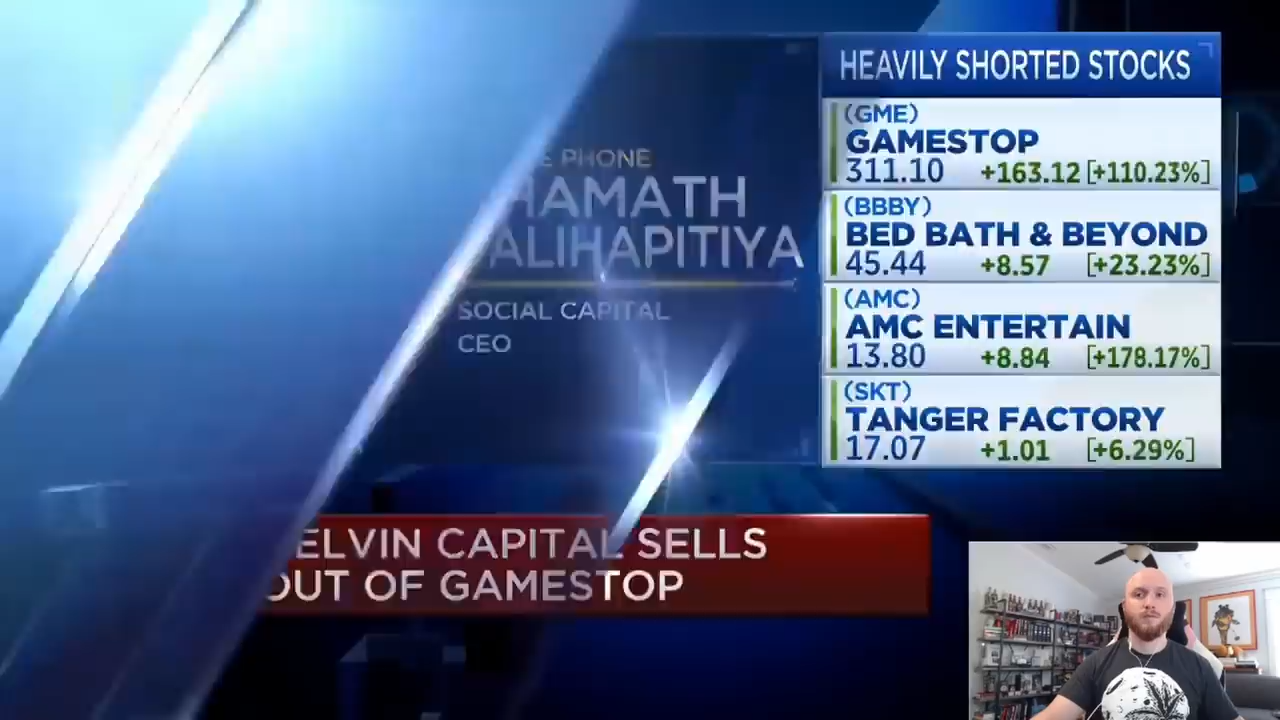 E PHONE
HAMATH
ALIHAPITIYA
SOCIAL CAPITAL
CEO
ELVIN CAPITAL SELLS
OUT OF GAMESTOP
HEAVILY SHORTED STOCKS
(GME)
GAMESTOP
311.10 +163.12 [+110.23%]
(BBBY)
BED BATH & BEYOND
45.44 +8.57 [+23.23%]
(AMC)
AMC ENTERTAIN
13.80 +8.84 [+178.17%]
(SKT)
TANGER FACTORY
17.07 +1.01 [+6.29%]